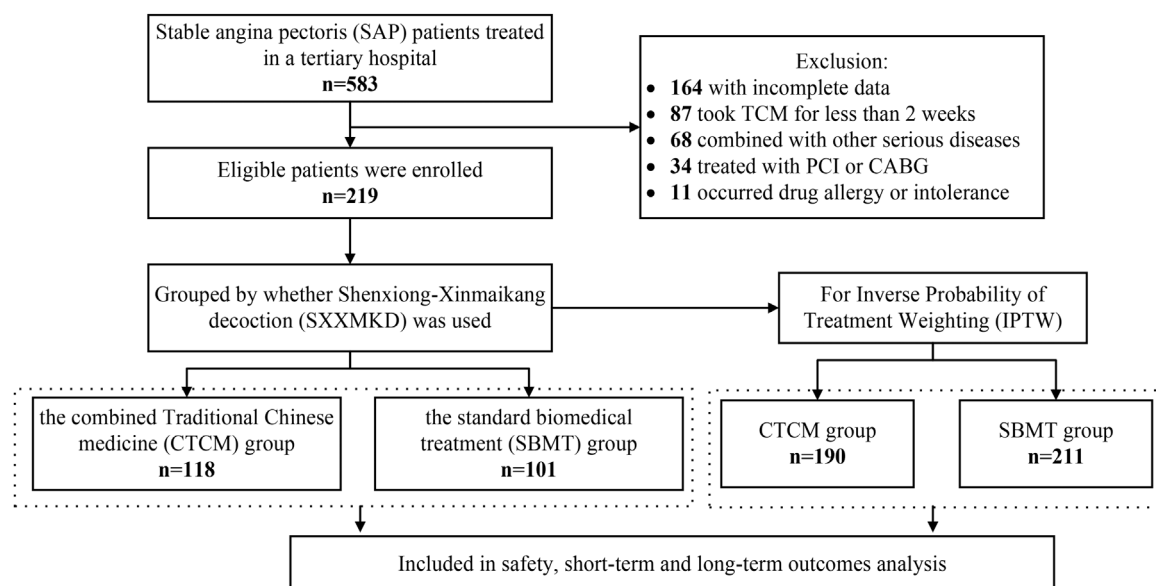 Stable angina pectoris (SAP) patients treated
in a tertiary hospital
n=583
Exclusion:
• 164 with incomplete data
• 87 took TCM for less than 2 weeks
• 68 combined with other serious diseases
• 34 treated with PCI or CABG
• 11 occurred drug allergy or intolerance
Eligible patients were enrolled
n=219
Grouped by whether Shenxiong-Xinmaikang
decoction (SXXMKD) was used
For Inverse Probability of
Treatment Weighting (IPTW)
the combined Traditional Chinese
medicine (CTCM) group
n=118
the standard biomedical
treatment (SBMT) group
n=101
CTCM group
n=190
SBMT group
n=211
Included in safety, short-term and long-term outcomes analysis